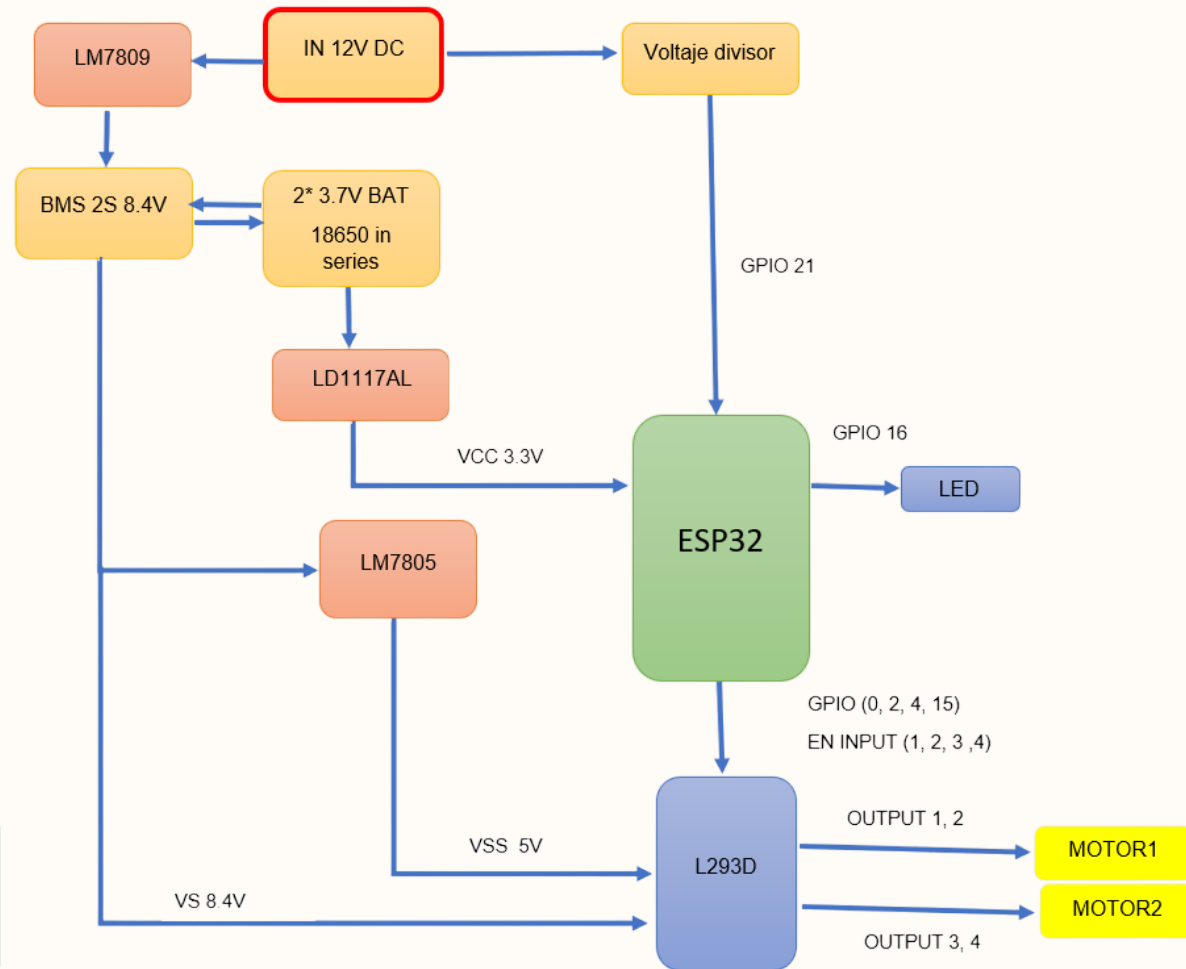 LM7809
IN 12V DC
Voltaje divisor
BMS 2S 8.4V
2* 3.7V BAT
18650 in
series
GPIO 21
LD1117AL
VCC 3.3V
GPIO 16
LED
ESP32
LM7805
GPIO (0, 2, 4, 15)
EN INPUT (1, 2, 3 ,4)
OUTPUT 1, 2
MOTOR1
VSS 5V
L293D
VS 8.4V
MOTOR2
OUTPUT 3, 4